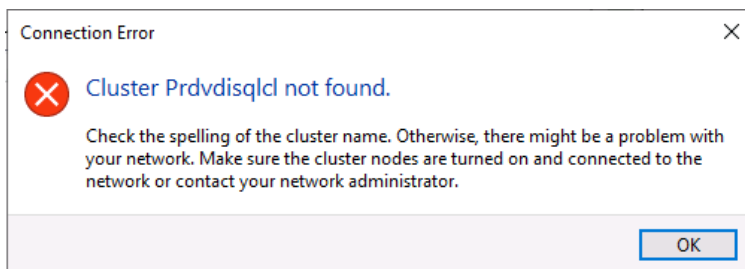 Connection Error
Cluster Prdvdisqlcl not found.
Check the spelling of the cluster name. Otherwise, there might be a problem with
your network. Make sure the cluster nodes are turned on and connected to the
network or contact your network administrator.
OK